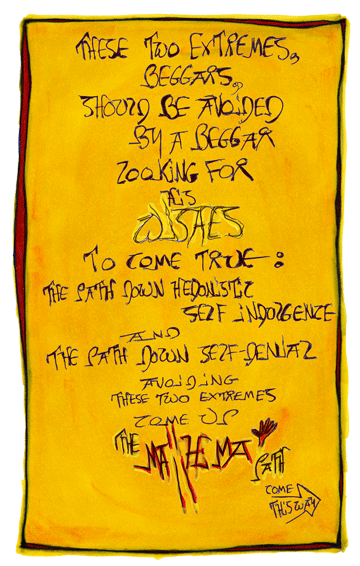 THESE TWO EXTREMES,
BEGGARS,
SHOULD BE AVOIDED
BY A BEGGAR
LOOKING FOR
HIS
WISHES
TO COME TRUE:
THE PATH DOWN HEDONISTIC
SELF INDULGENCE
AND
THE PATH DOWN SELF-DENIAL
AVOIDING
THESE TWO EXTREMES
COME UP
THE
PATH
COME
THIS WAY